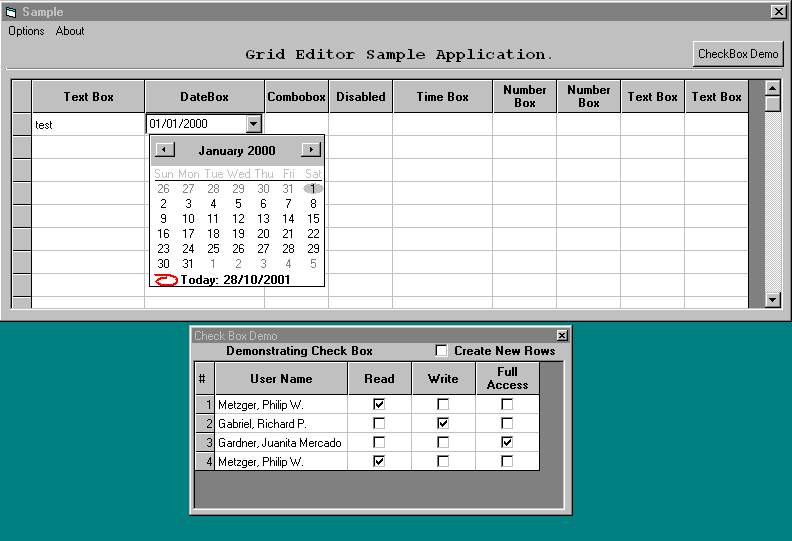 Sample
Options About
Grid Editor Sample Application.
CheckBox Demo
Text Box DateBox Combobox Disabled Time Box Number Box Number Box Text Box Text Box
test 01/01/2000
January 2000
Sun Mon Tue Wed Thu Fri Sat
26 27 28 29 30 31 1
2 3 4 5 6 7 8
9 10 11 12 13 14 15
16 17 18 19 20 21 22
23 24 25 26 27 28 29
30 31 1 2 3 4 5
Today: 28/10/2001
Check Box Demo
Demonstrating Check Box Create New Rows
# User Name Read Write Full Access
1 Metzger, Philip W.
2 Gabriel, Richard P.
3 Gardner, Juanita Mercado
4 Metzger, Philip W.